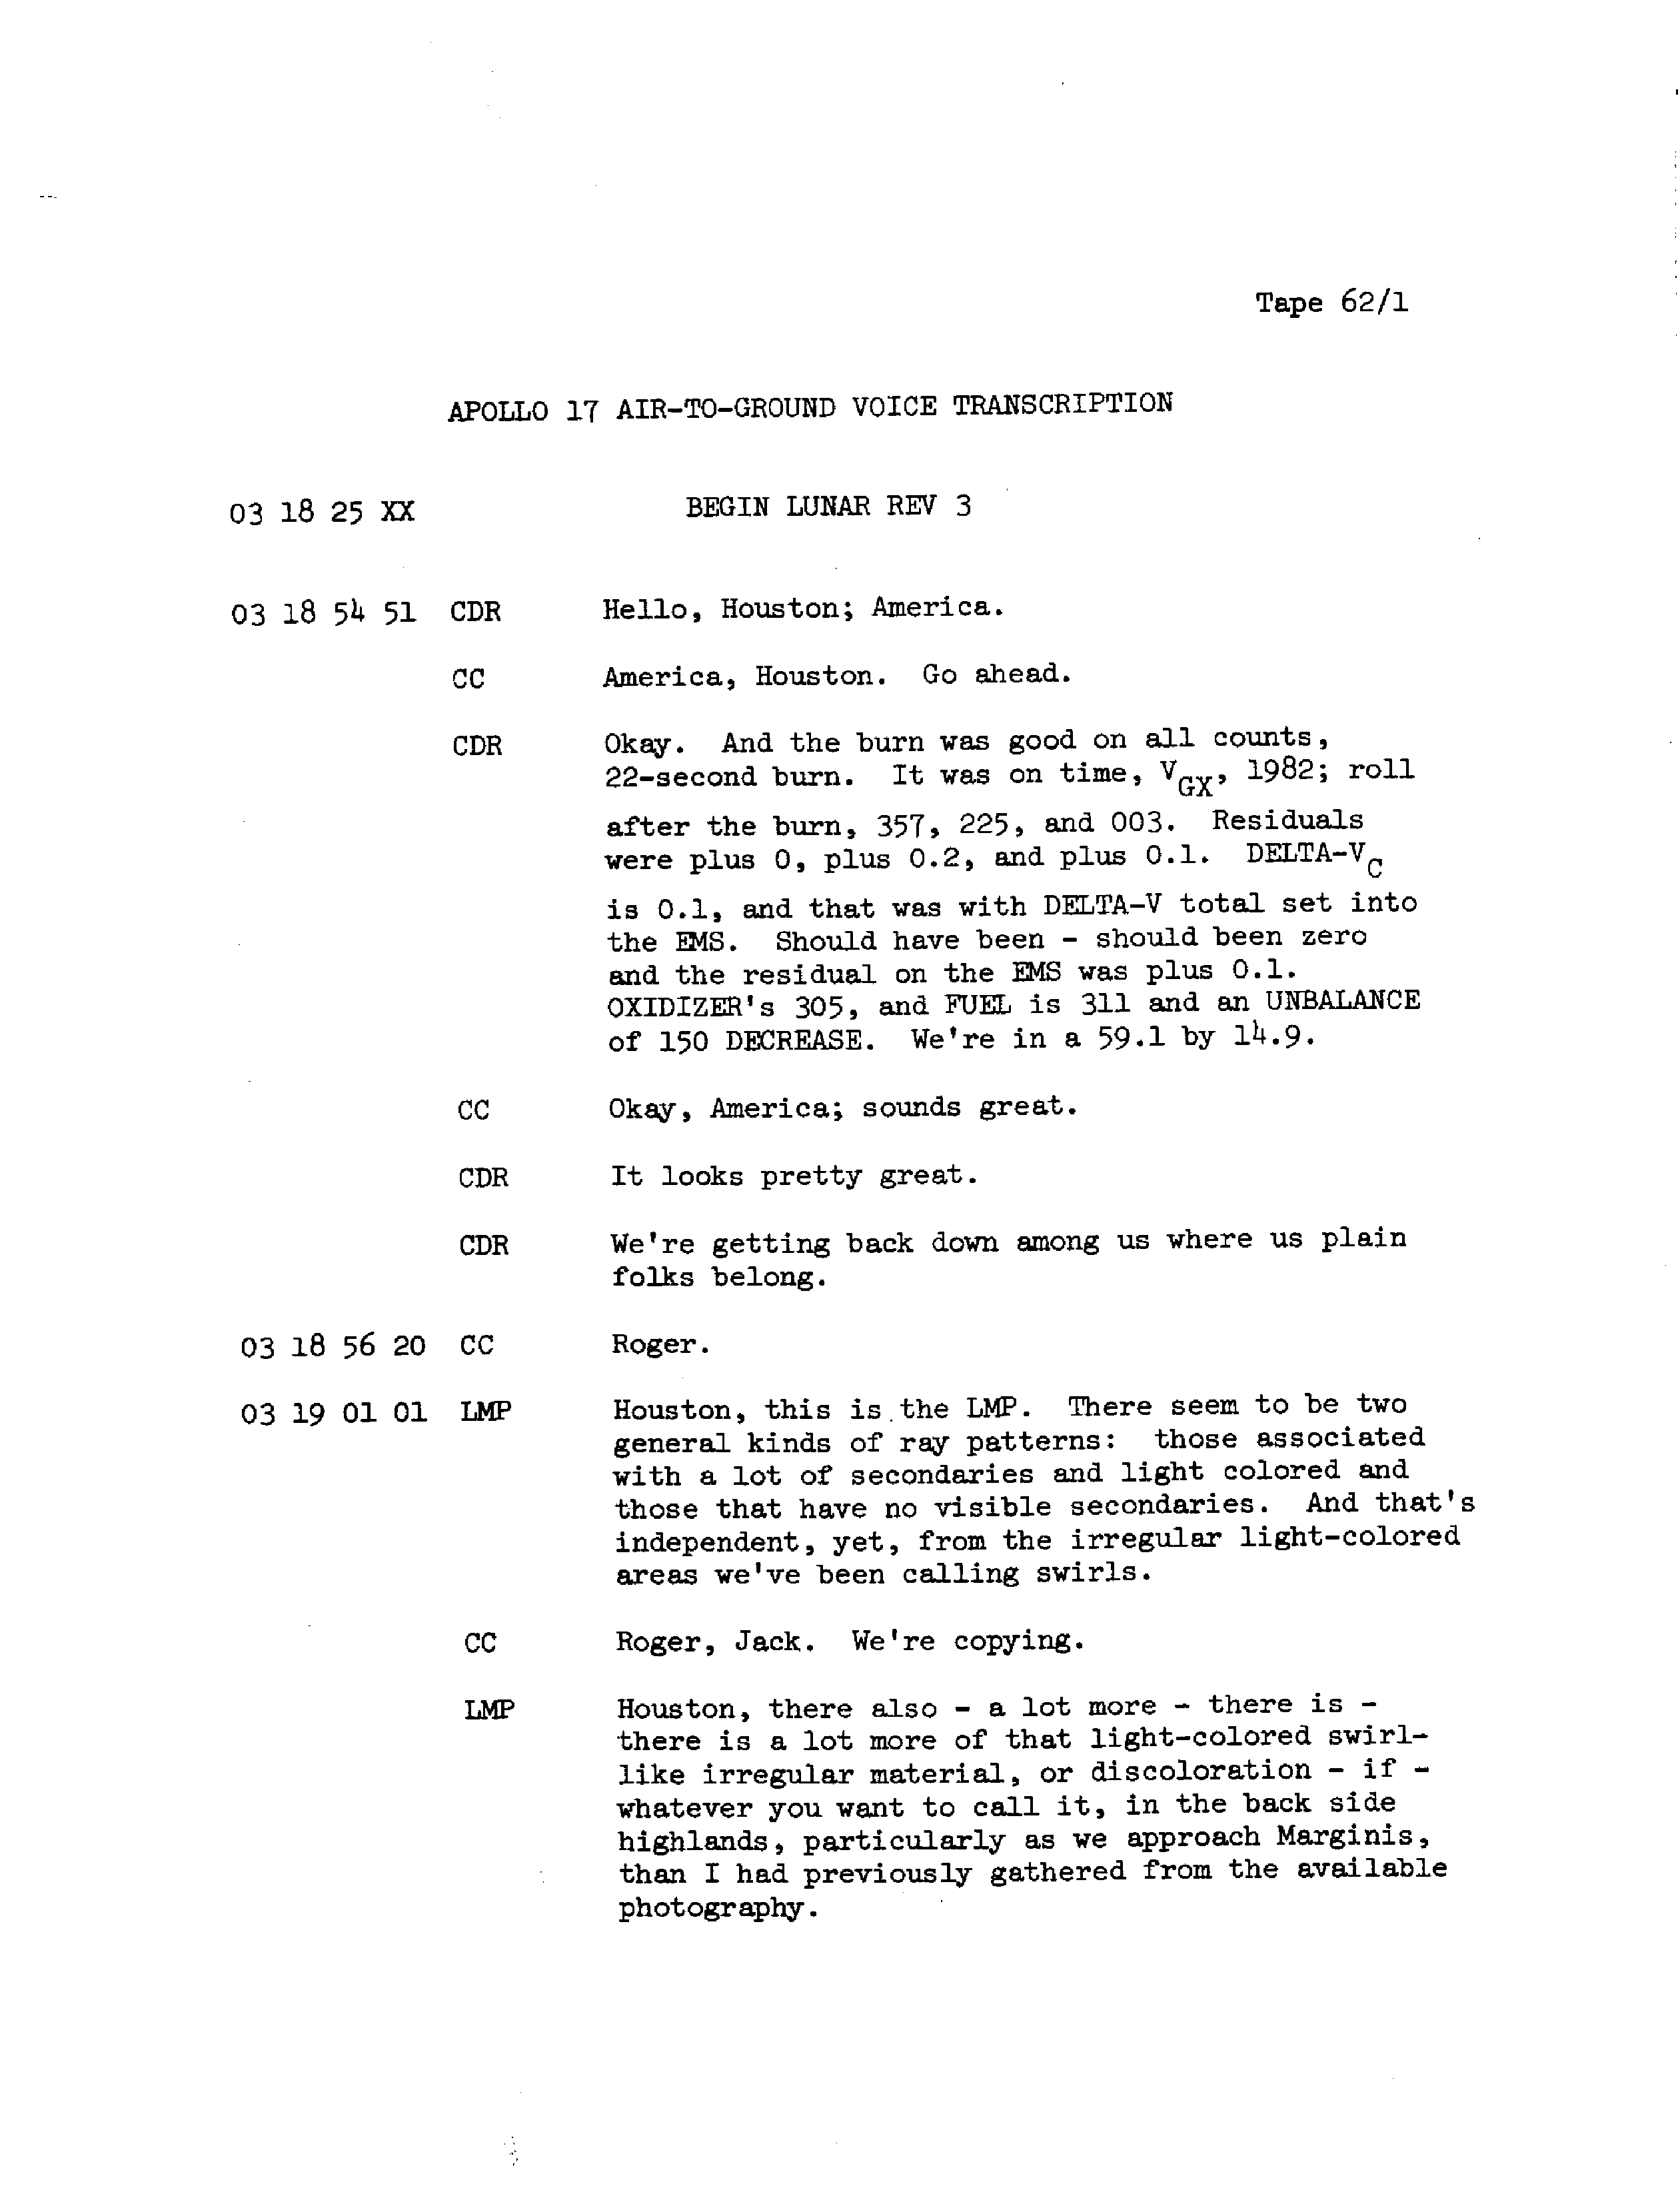 Tape 62/1
APOLLO 17 AIR-TO-GROUND VOICE TRANSCRIPTION
03 18 25 XX BEGIN LUNAR REV 3
03 18 54 51 CDR Hello, Houston; America.
CC America, Houston. Go ahead.
CDR Okay. And the burn was good on all counts,
22-second burn. It was on time, VGX, 1982; roll
after the burn, 357, 225, and 003. Residuals
were plus 0, plus 0.2, and plus 0.1. DELTA-VC
is 0.1, and that was with DELTA-V total set into
the EMS. Should have been - should been zero
and the residual on the EMS was plus 0.1.
OXIDIZER's 305, and FUEL is 311 and an UNBALANCE
of 150 DECREASE. We're in a 59.1 by 14.9.
CC Okay, America; sounds great.
CDR It looks pretty great.
CDR We're getting back down among us where us plain
folks belong.
03 18 56 20 CC Roger.
03 19 01 01 LMP Houston, this is the LMP. There seem to be two
general kinds of ray patterns: those associated
with a lot of secondaries and light colored and
those that have no visible secondaries. And that's
independent, yet, from the irregular light-colored
areas we've been calling swirls.
CC Roger, Jack. We're copying.
LMP Houston, there also - a lot more - there is -
there is a lot more of that light-colored swirl-
like irregular material, or discoloration - if -
whatever you want to call it, in the back side
highlands, particularly as we approach Marginis,
than I had previously gathered from the available
photography.